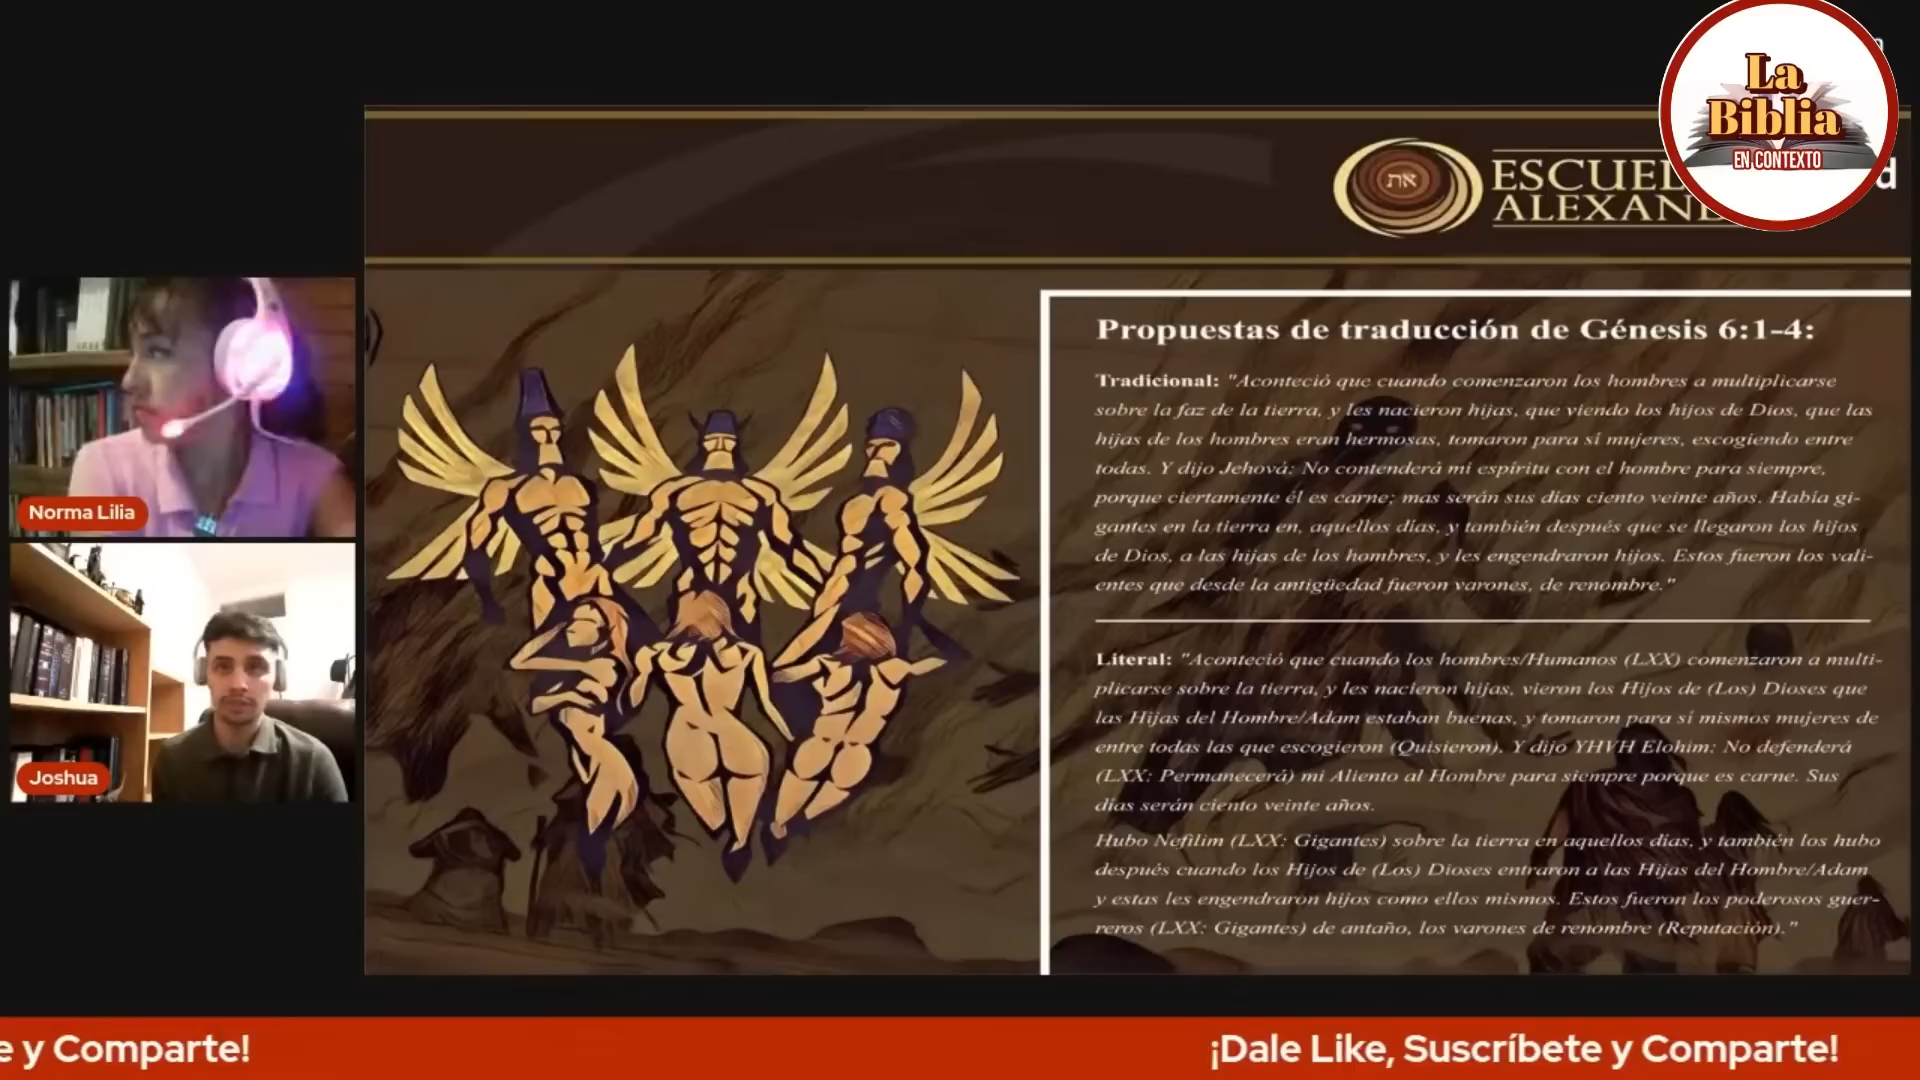 La
Biblia
EN CONTEXTO
את
ESCUEL
ALEXAN
d
Propuestas de traducción de Génesis 6:1-4:
Tradicional: "Aconteció que cuando comenzaron los hombres a multiplicarse
sobre la faz de la tierra, y les nacieron hijas, que viendo los hijos de Dios, que las
hijas de los hombres eran hermosas, tomaron para sí mujeres, escogiendo entre
todas. Y dijo Jehová: No contenderá mi espíritu con el hombre para siempre,
porque ciertamente él es carne; mas serán sus días ciento veinte años. Había gi-
gantes en la tierra en, aquellos días, y también después que se llegaron los hijos
de Dios, a las hijas de los hombres, y les engendraron hijos. Estos fueron los vali-
entes que desde la antigüedad fueron varones, de renombre."
Literal: "Aconteció que cuando los hombres/Humanos (LXX) comenzaron a multi-
plicarse sobre la tierra, y les nacieron hijas, vieron los Hijos de (Los) Dioses que
las Hijas del Hombre/Adam estaban buenas, y tomaron para sí mismos mujeres de
entre todas las que escogieron (Quisieron). Y dijo YHVH Elohim: No defenderá
(LXX: Permanecerá) mi Aliento al Hombre para siempre porque es carne. Sus
días serán ciento veinte años.
Hubo Nefilim (LXX: Gigantes) sobre la tierra en aquellos días, y también los hubo
después cuando los Hijos de (Los) Dioses entraron a las Hijas del Hombre/Adam
y estas les engendraron hijos como ellos mismos. Estos fueron los poderosos guer-
reros (LXX: Gigantes) de antaño, los varones de renombre (Reputación)."
Norma Lilia
Joshua
e y Comparte!
¡Dale Like, Suscríbete y Comparte!